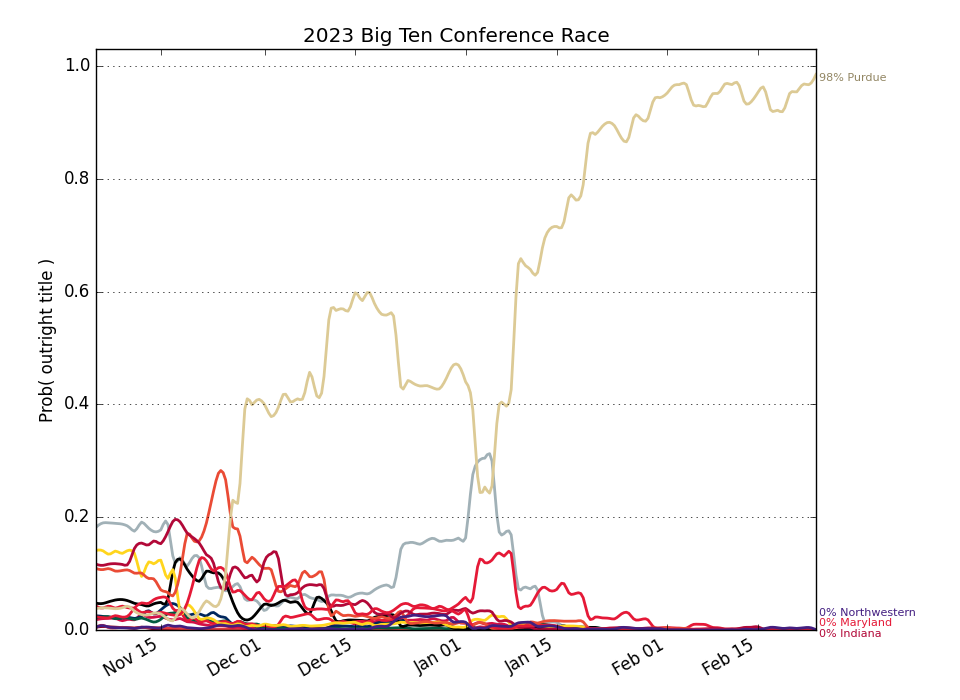 2023 Big Ten Conference Race
Prob( outright title )
1.0
0.8
0.6
0.4
0.2
0.0
98% Purdue
0% Northwestern
0% Maryland
0% Indiana
Nov 15
Dec 01
Dec 15
Jan 01
Jan 15
Feb 01
Feb 15